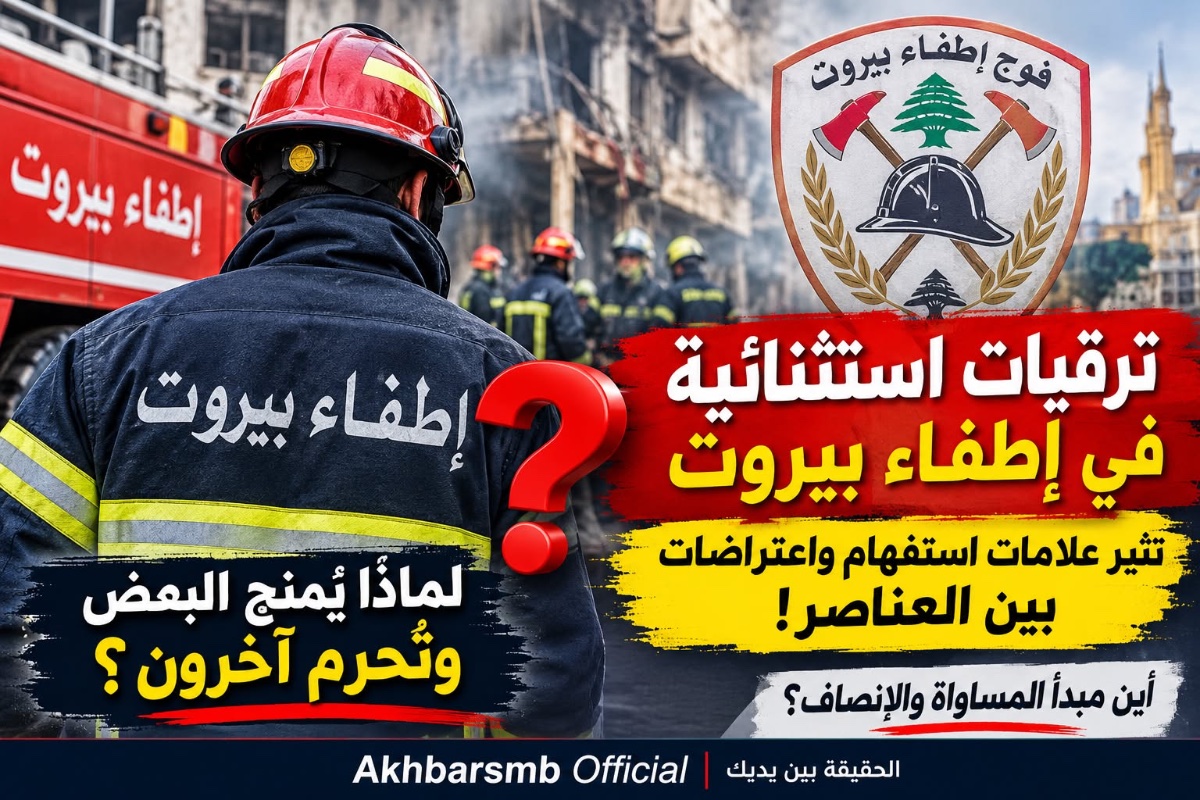 فوج إطفاء بيروت
إطفاء بيروت
إطفاء بيروت
ترقيات استثنائية
في إطفاء بيروت
تثير علامات استفهام واعتراضات
بين العناصر!
?
لماذًا يُمنح البعض
وتُحرم آخرون ؟
أين مبدأ المساواة والإنصاف؟
Akhbarsmb Official | الحقيقة بين يديك